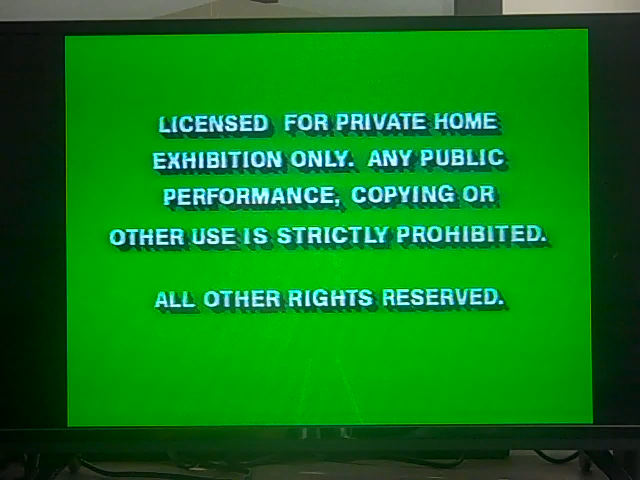 LICENSED FOR PRIVATE HOME
EXHIBITION ONLY. ANY PUBLIC
PERFORMANCE, COPYING OR
OTHER USE IS STRICTLY PROHIBITED.
ALL OTHER RIGHTS RESERVED.